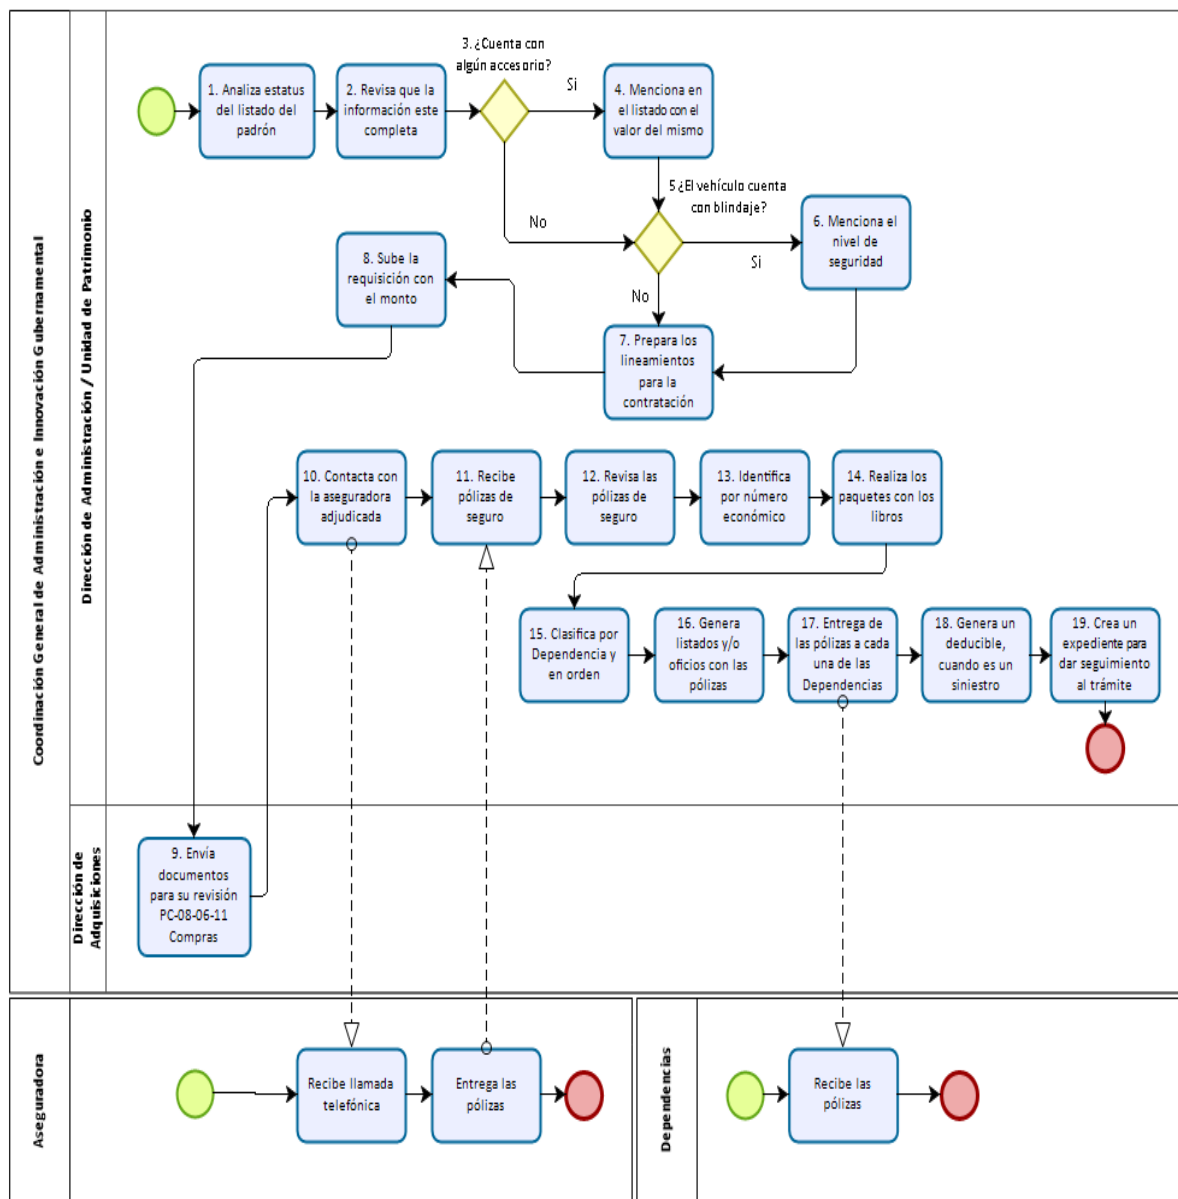 Coordinación General de Administración e Innovación Gubernamental
Dirección de Administración / Unidad de Patrimonio
1. Analiza estatus
del listado del
padrón
2. Revisa que la
información este
completa
3. ¿Cuenta con
algún accesorio?
Si
No
4. Menciona en
el listado con el
valor del mismo
5 ¿El vehículo cuenta
con blindaje?
Si
No
6. Menciona el
nivel de
seguridad
7. Prepara los
lineamientos
para la
contratación
8. Sube la
requisición con
el monto
10. Contacta con
la aseguradora
adjudicada
11. Recibe
pólizas de
seguro
12. Revisa las
pólizas de
seguro
13. Identifica
por número
económico
14. Realiza los
paquetes con los
libros
15. Clasifica por
Dependencia y
en orden
16. Genera
listados y/o
oficios con las
pólizas
17. Entrega de
las pólizas a cada
una de las
Dependencias
18. Genera un
deducible,
cuando es un
siniestro
19. Crea un
expediente para
dar seguimiento
al trámite
Dirección de
Adquisiciones
9. Envía
documentos
para su revisión
PC-08-06-11
Compras
Aseguradora
Recibe llamada
telefónica
Entrega las
pólizas
Dependencias
Recibe las
pólizas